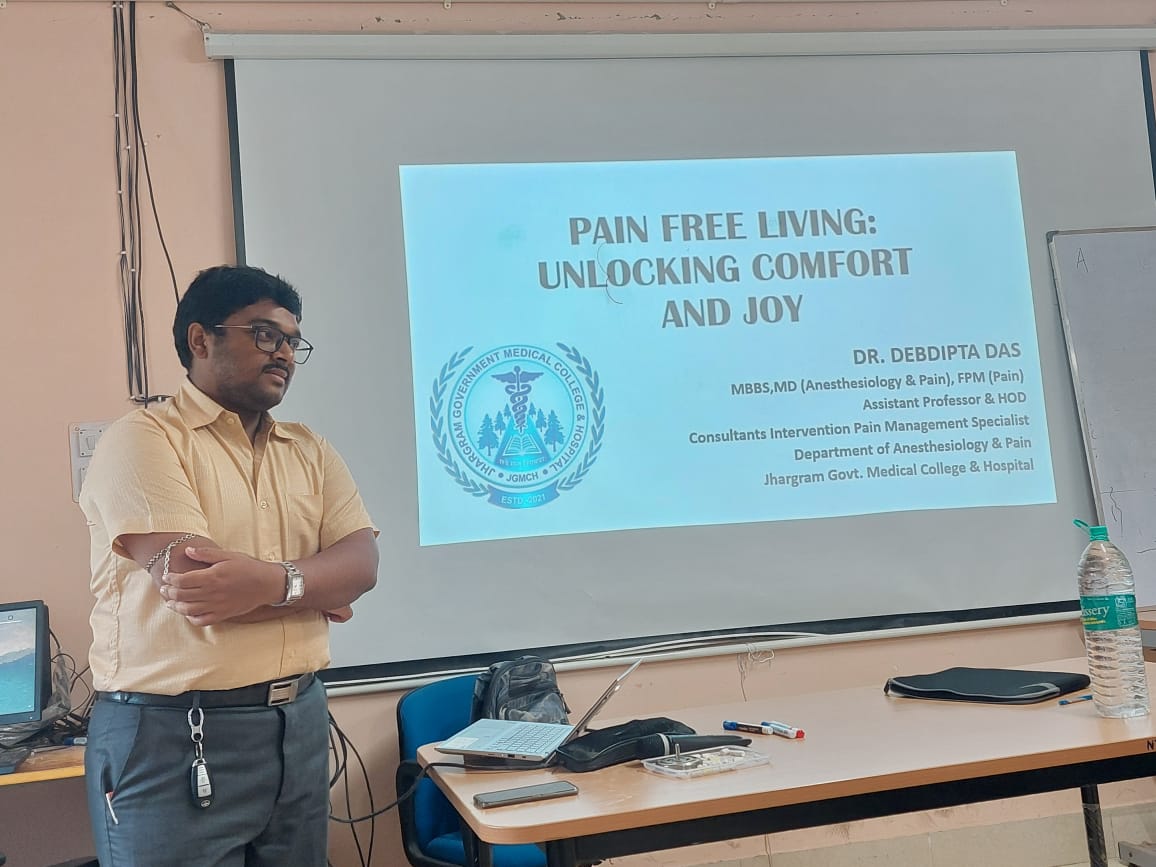 PAIN FREE LIVING:
UNLOCKING COMFORT
AND JOY
DR. DEBDIPTA DAS
MBBS,MD (Anesthesiology & Pain), FPM (Pain)
Assistant Professor & HOD
Consultants Intervention Pain Management Specialist
Department of Anesthesiology & Pain
Jhargram Govt. Medical College & Hospital
JHARGRAM GOVERNMENT MEDICAL COLLEGE & HOSPITAL
JGMCH
ESTD.-2021
A